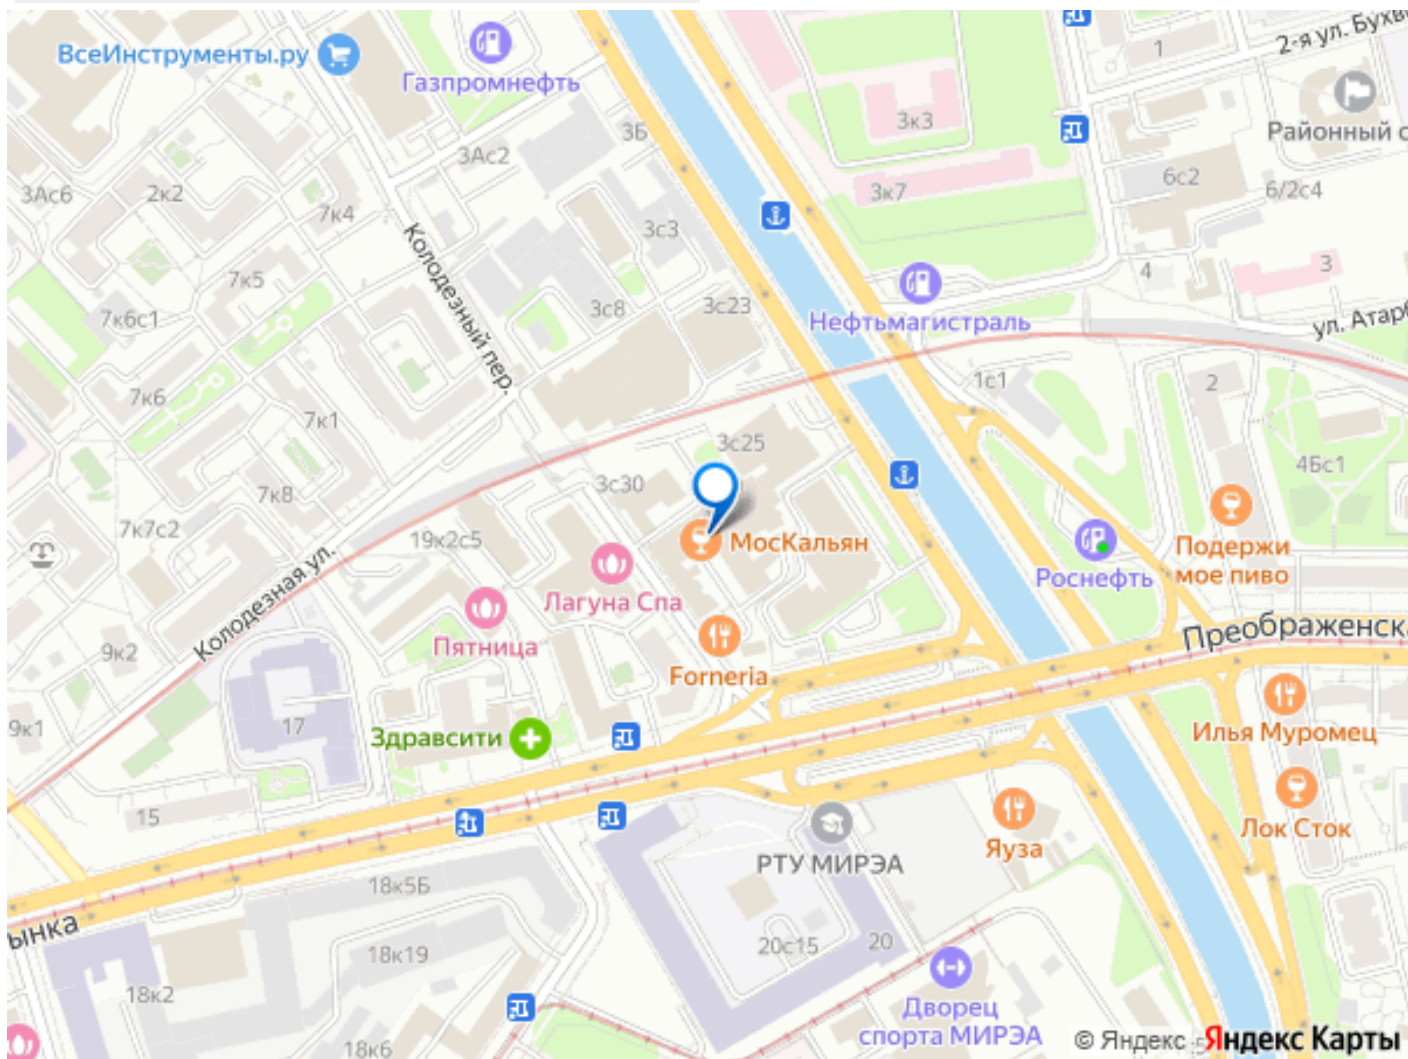 ВсеИнструменты.ру
Газпромнефть
2-я ул. Бухв
1
3к3
Районный с
3Б
3Ас2
3Ас6
2к2
7к4
3к7
6с2
6/2с4
3с3
Колодезный пер.
7к5
4
3
7к6с1
3с8
3с23
Нефтьмагистраль
ул. Атарб
7к6
7к1
1с1
2
3с25
4Бс1
7к8
3с30
7к7с2
19к2с5
МосКальян
Подержи
мое пиво
Роснефть
Колодезная ул.
Лагуна Спа
Пятница
Преображенска
9к2
Forneria
9к1
17
Здравсити
Илья Муромец
15
Лок Сток
Яуза
РТУ МИРЭА
18к5Б
ынка
18к19
20с15
20
18к2
Дворец
спорта МИРЭА
18к6
© Яндекс
Яндекс Карты